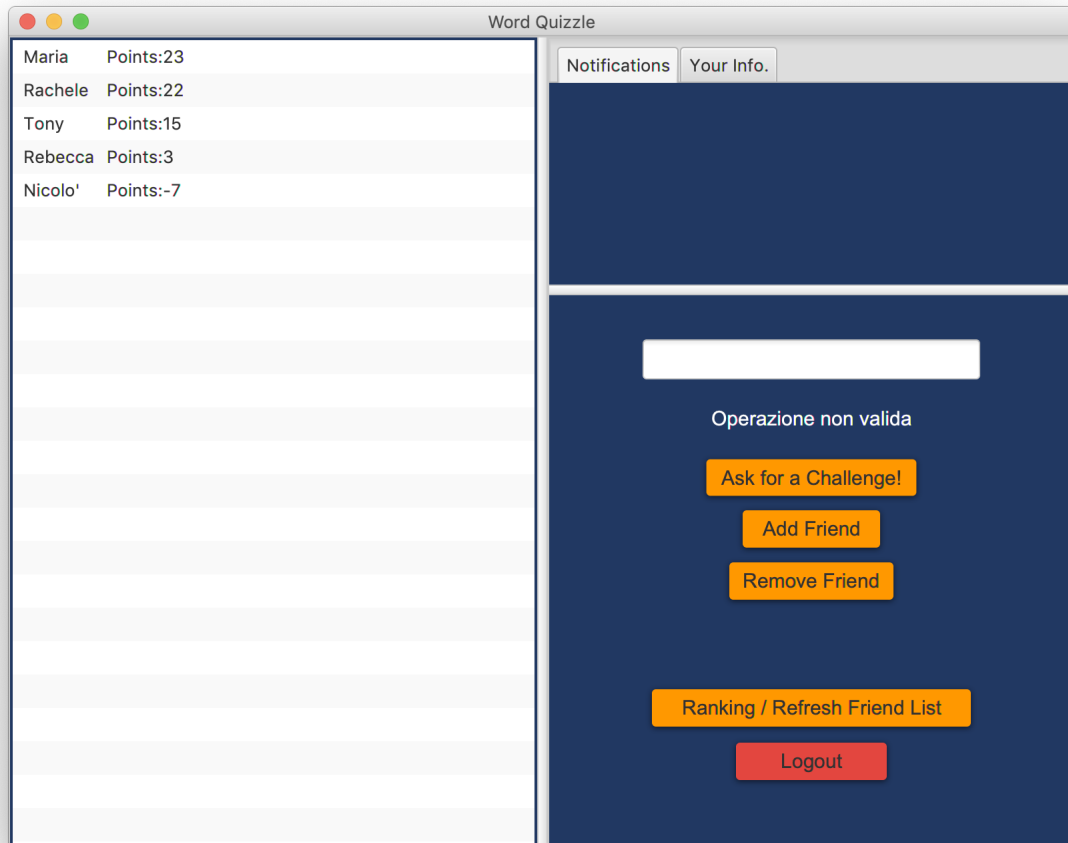 Word Quizzle
Maria Points:23
Rachele Points:22
Tony Points:15
Rebecca Points:3
Nicolo' Points:-7
Notifications Your Info.
Operazione non valida
Ask for a Challenge!
Add Friend
Remove Friend
Ranking / Refresh Friend List
Logout